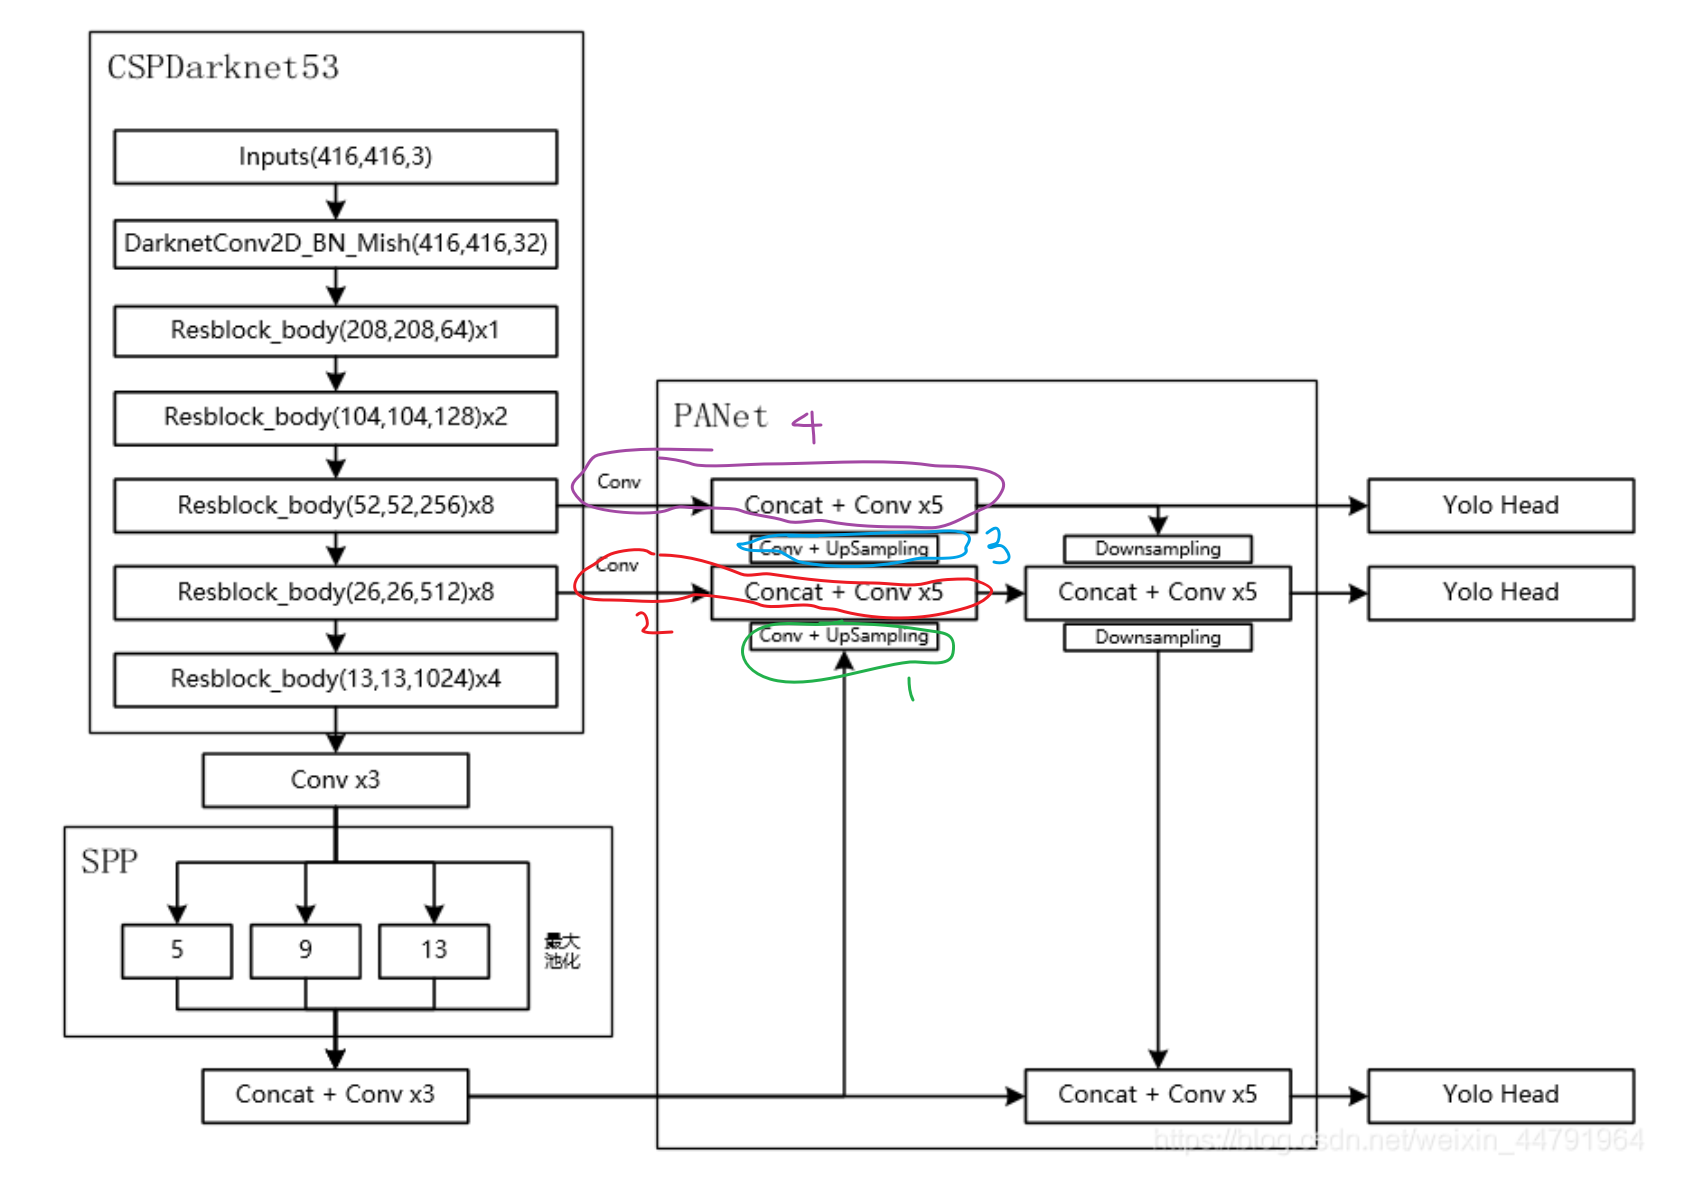 CSPDarknet53
Inputs(416,416,3)
DarknetConv2D_BN_Mish(416,416,32)
Resblock_body(208,208,64)x1
Resblock_body(104,104,128)x2
Resblock_body(52,52,256)x8
Resblock_body(26,26,512)x8
Resblock_body(13,13,1024)x4
Conv x3
SPP
5
9
13
最大
池化
Concat + Conv x3
PANet
4
Conv
Concat + Conv x5
Conv + UpSampling
3
Conv
Concat + Conv x5
2
Conv + UpSampling
1
Downsampling
Concat + Conv x5
Downsampling
Concat + Conv x5
Yolo Head
Yolo Head
Yolo Head
https://blog.csdn.net/weixin_44791964